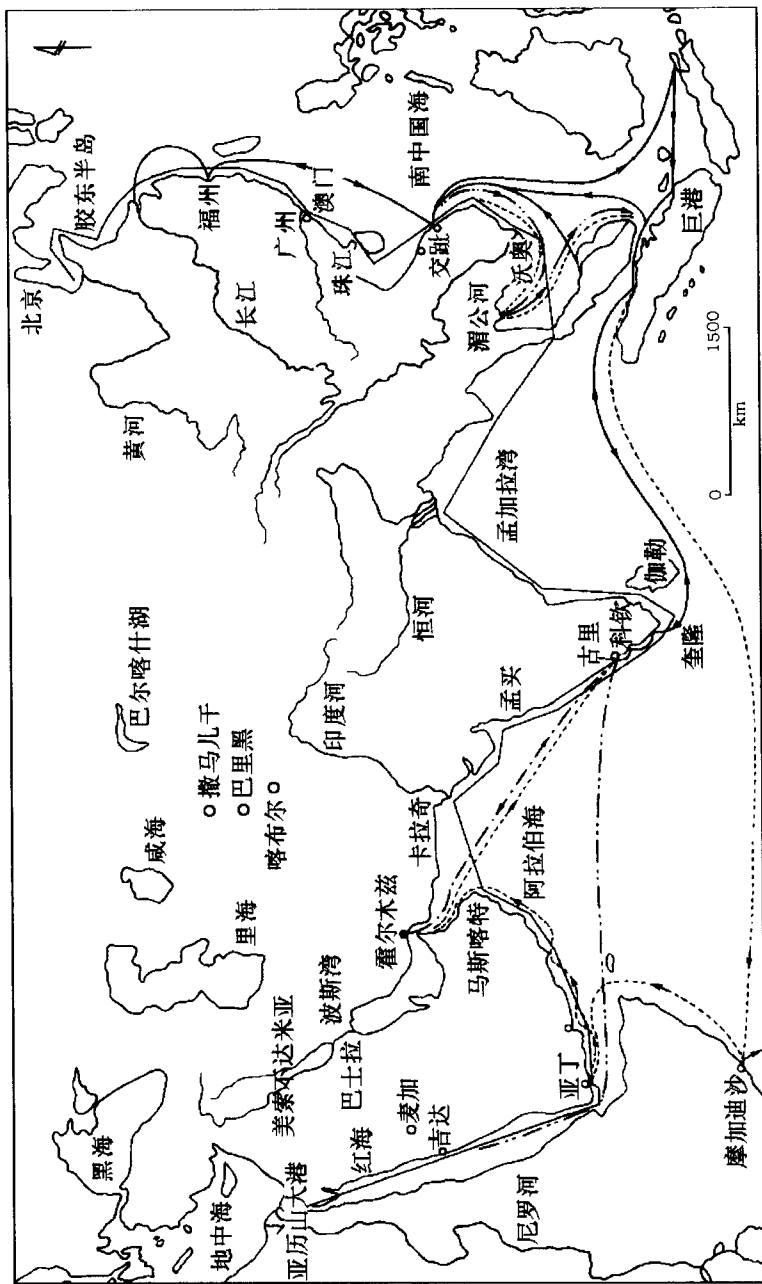 黑海
地中海
亚历山大港
美索不达米亚
巴士拉
波斯湾
红海
麦加
吉达
尼罗河
亚丁
摩加迪沙
里海
咸海
巴尔喀什湖
撒马儿干
巴里黑
喀布尔
霍尔木兹
马斯喀特
阿拉伯海
卡拉奇
印度河
恒河
孟买
古里
科钦
奎隆
伽勒
孟加拉湾
黄河
北京
胶东半岛
长江
福州
广州
澳门
珠江
交趾
南中国海
沃奥
湄公河
巨港
0
1500
km